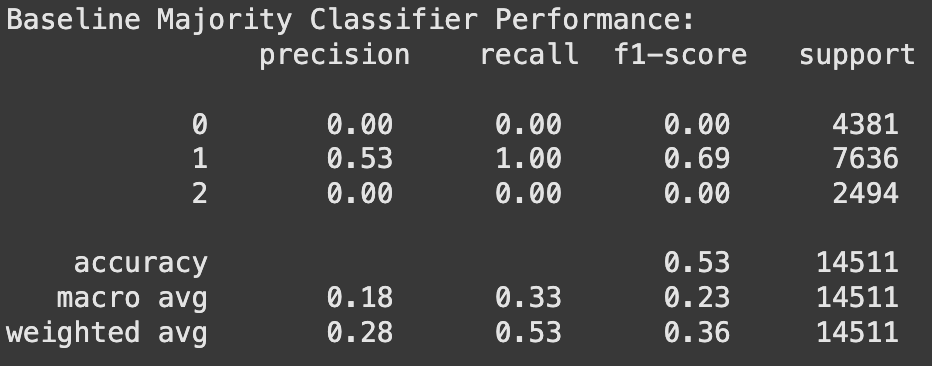 Baseline Majority Classifier Performance:
precision recall f1-score support
0 0.00 0.00 0.00 4381
1 0.53 1.00 0.69 7636
2 0.00 0.00 0.00 2494
accuracy 0.53 14511
macro avg 0.18 0.33 0.23 14511
weighted avg 0.28 0.53 0.36 14511